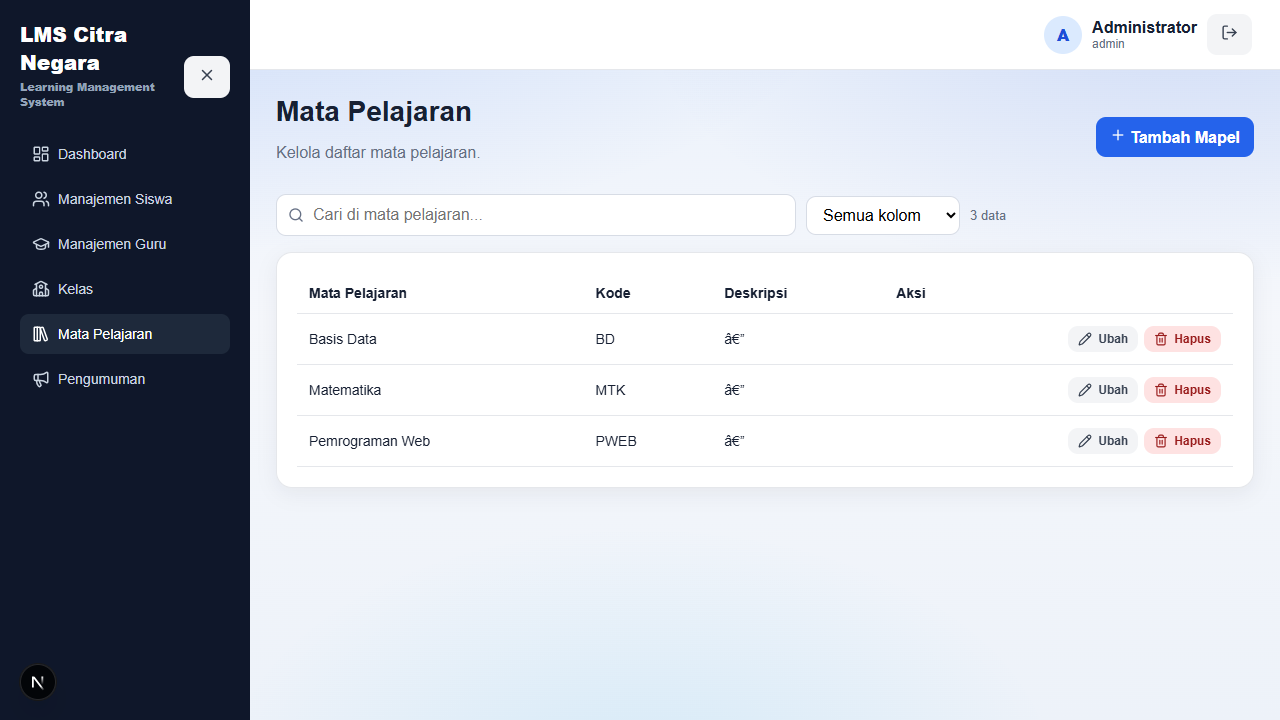 LMS Citra
Negara
Learning Management
System
Dashboard
Manajemen Siswa
Manajemen Guru
Kelas
Mata Pelajaran
Pengumuman
N
A
Administrator
admin
Mata Pelajaran
Kelola daftar mata pelajaran.
+ Tambah Mapel
Cari di mata pelajaran...
Semua kolom
3 data
Mata Pelajaran Kode Deskripsi Aksi
Basis Data BD â€” Ubah Hapus
Matematika MTK â€” Ubah Hapus
Pemrograman Web PWEB â€” Ubah Hapus